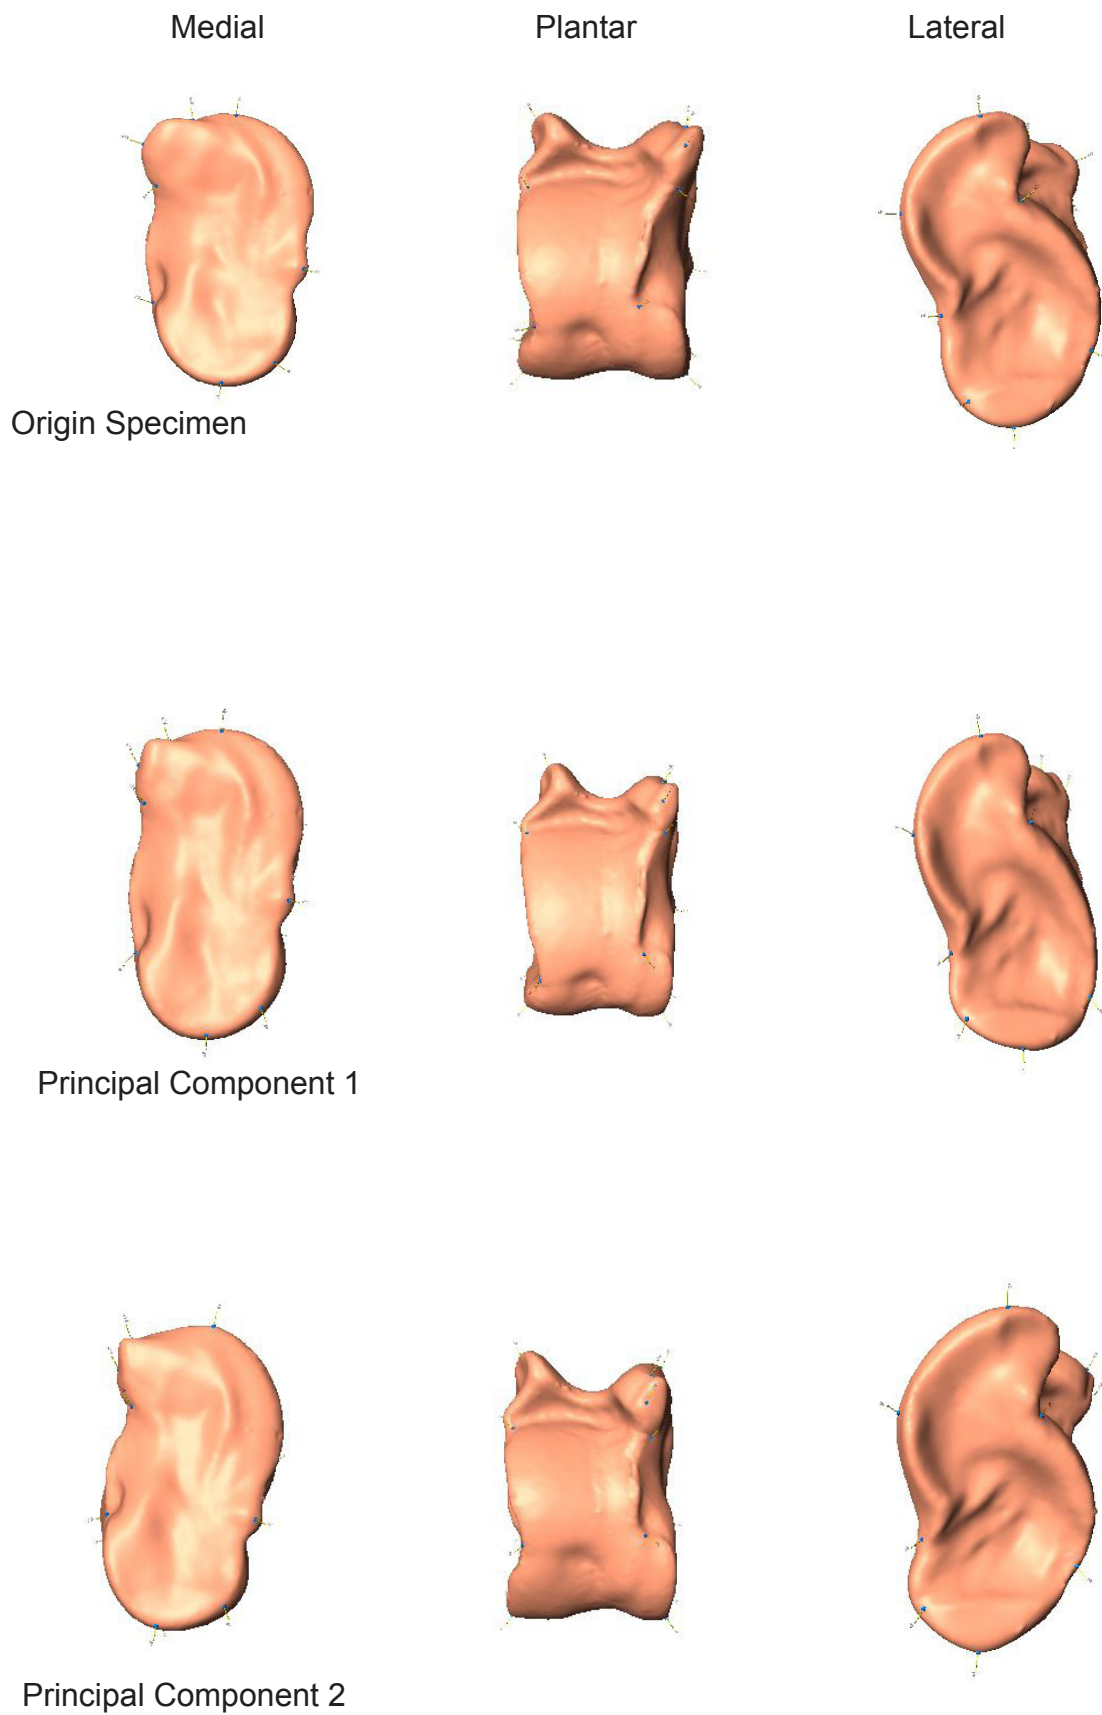 Medial
Plantar
Lateral
Origin Specimen
Principal Component 1
Principal Component 2